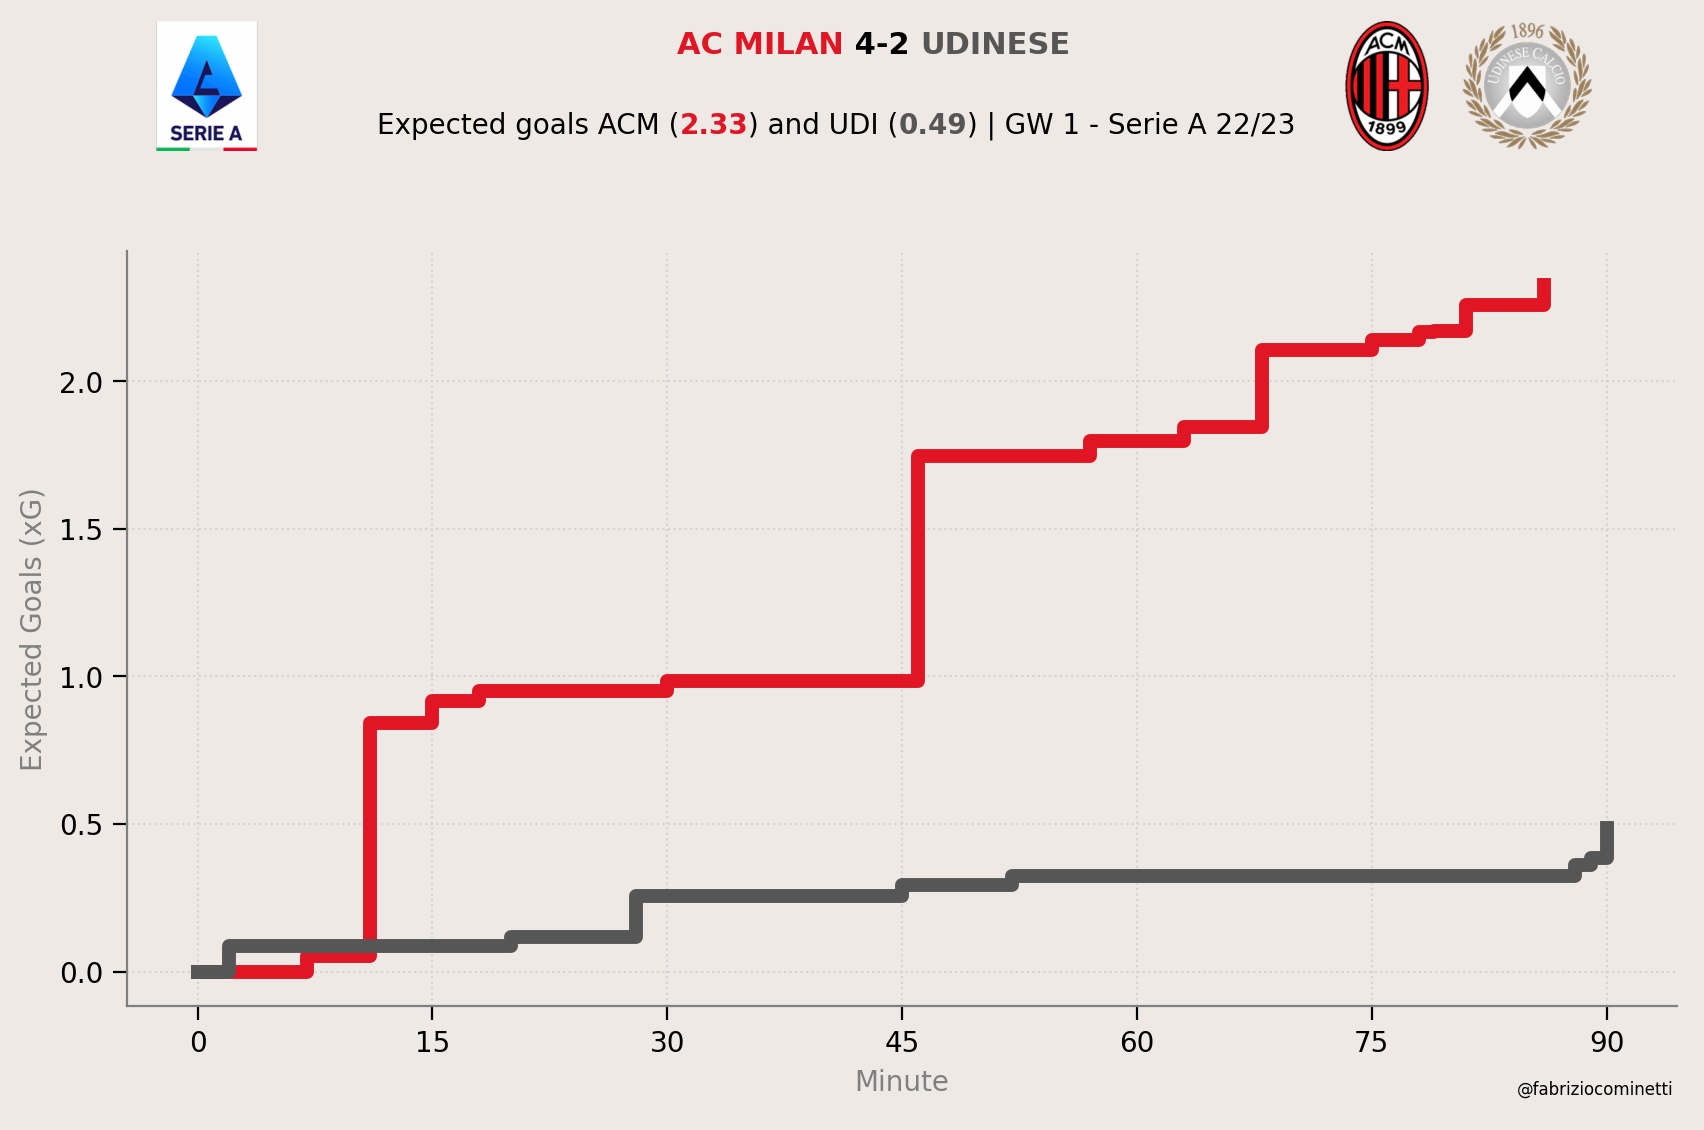 AC MILAN 4-2 UDINESE
Expected goals ACM (2.33) and UDI (0.49) | GW 1 - Serie A 22/23
SERIE A
ACM
1899
1896
UDINESE CALCIO
Expected Goals (xG)
2.0
1.5
1.0
0.5
0.0
0 15 30 45 60 75 90
Minute
@fabriziocominetti